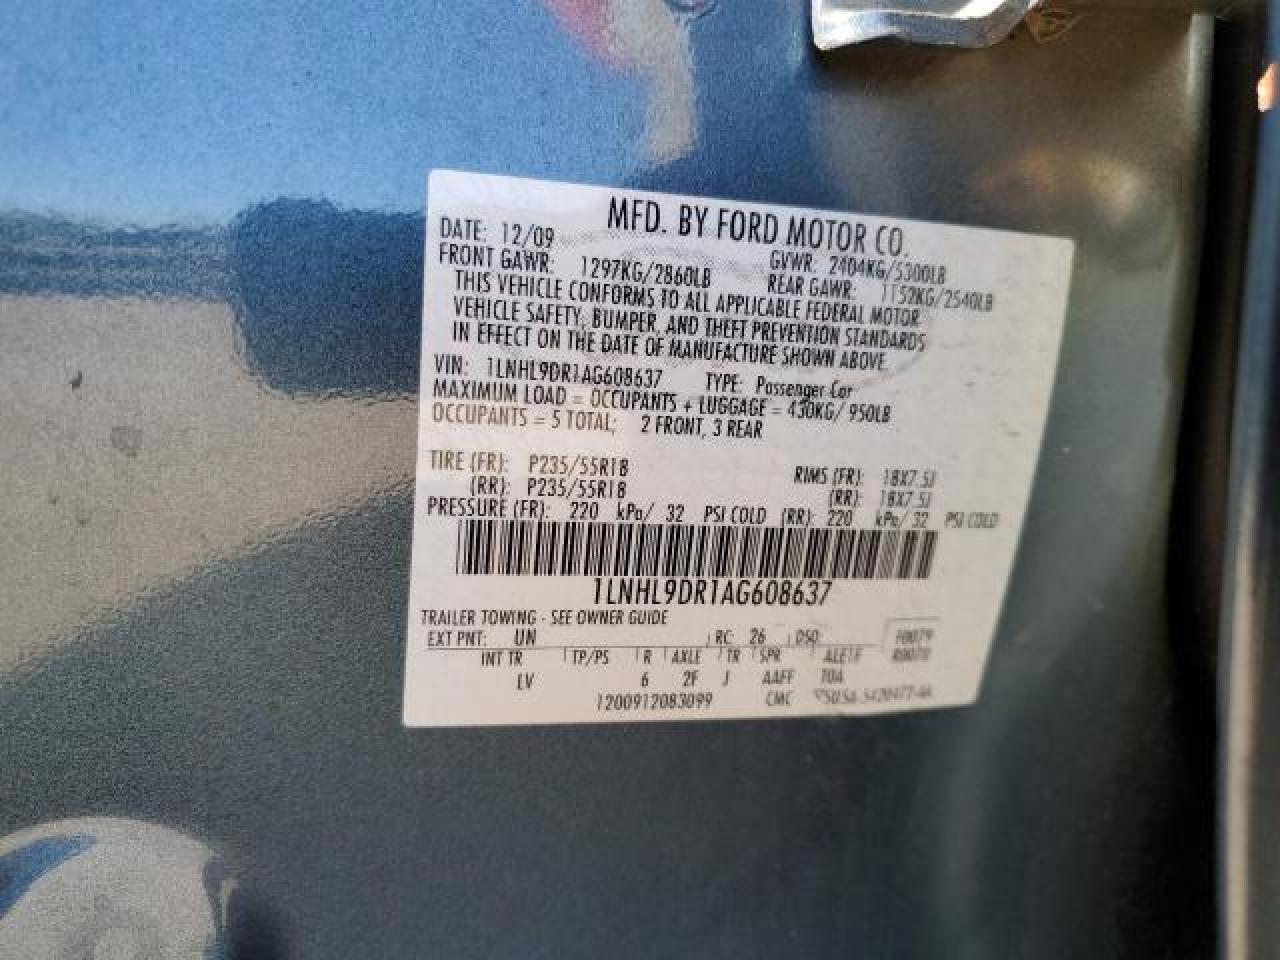 MFD. BY FORD MOTOR CO.
DATE: 12/09 GVWR: 2404KG/5300LB
FRONT GAWR: 1297KG/2860LB REAR GAWR: 1152KG/2540LB
THIS VEHICLE CONFORMS TO ALL APPLICABLE FEDERAL MOTOR
VEHICLE SAFETY, BUMPER, AND THEFT PREVENTION STANDARDS
IN EFFECT ON THE DATE OF MANUFACTURE SHOWN ABOVE.
VIN: 1LNHL9DR1AG608637 TYPE: Passenger Car
MAXIMUM LOAD = OCCUPANTS + LUGGAGE = 430KG/ 950LB
OCCUPANTS = 5 TOTAL; 2 FRONT, 3 REAR
TIRE (FR): P235/55R18 RIMS (FR): 18X7.5J
(RR): P235/55R18 (RR): 18X7.5J
PRESSURE (FR): 220 kPa/ 32 PSI COLD (RR): 220 kPa/ 32 PSI COLD
1LNHL9DR1AG608637
TRAILER TOWING - SEE OWNER GUIDE
EXT PNT: UN RC: 26 DSO: F0079
INT TR TP/PS R AXLE TR SPR
LV 6 2F J AAFF
1200912083099 CMC